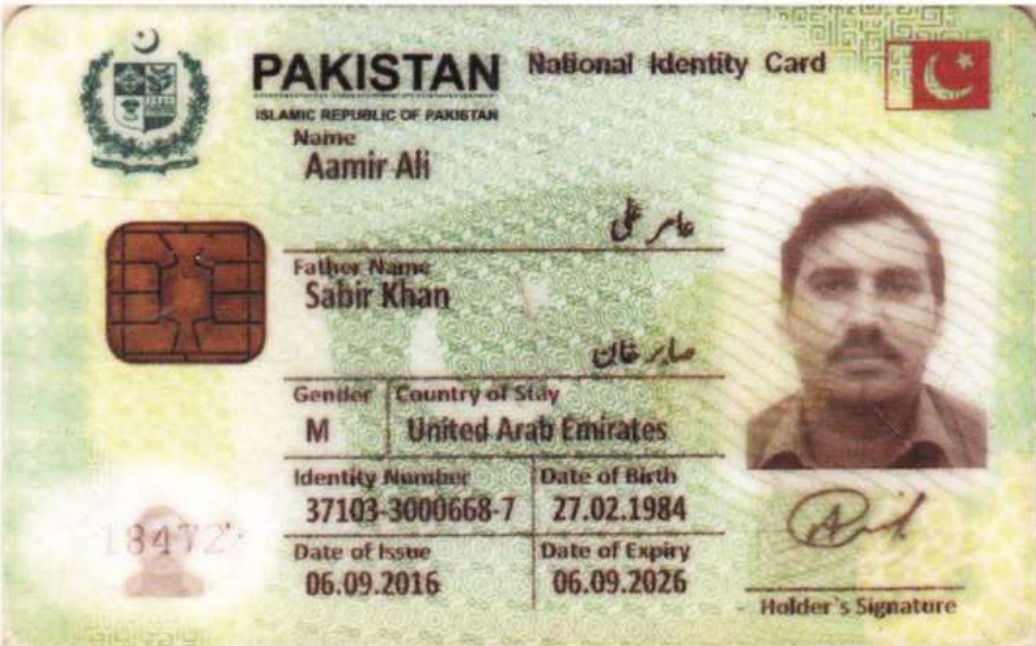 PAKISTAN National Identity Card
ISLAMIC REPUBLIC OF PAKISTAN
Name
Aamir Ali
عامر علی
Father Name
Sabir Khan
صابر خان
Gender Country of Stay
M United Arab Emirates
Identity Number Date of Birth
37103-3000668-7 27.02.1984
18472
Date of Issue Date of Expiry
06.09.2016 06.09.2026
Holder's Signature